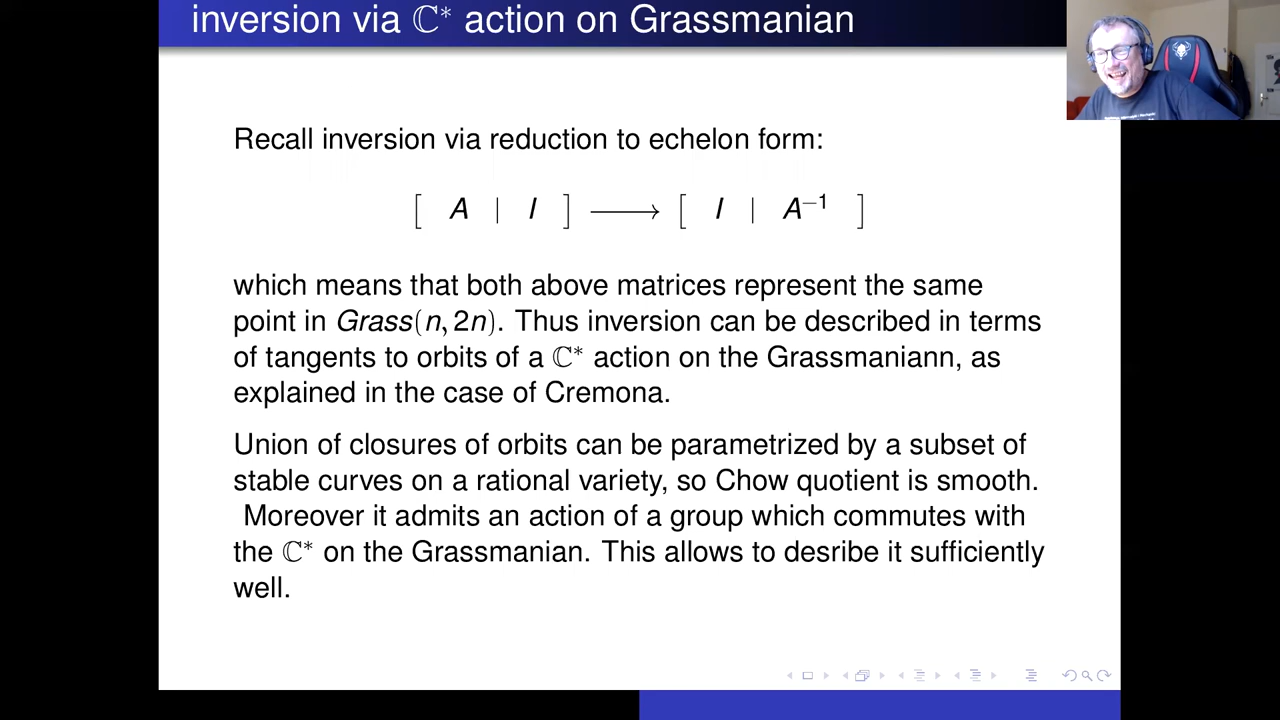 inversion via ℂ* action on Grassmanian
Recall inversion via reduction to echelon form:
[ A | I ] ⟶ [ I | A⁻¹ ]
which means that both above matrices represent the same
point in Grass(n, 2n). Thus inversion can be described in terms
of tangents to orbits of a ℂ* action on the Grassmaniann, as
explained in the case of Cremona.
Union of closures of orbits can be parametrized by a subset of
stable curves on a rational variety, so Chow quotient is smooth.
Moreover it admits an action of a group which commutes with
the ℂ* on the Grassmanian. This allows to desribe it sufficiently
well.